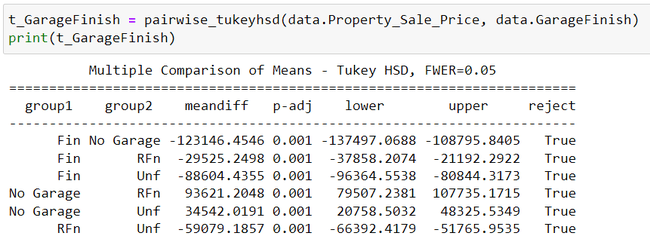 t_GarageFinish = pairwise_tukeyhsd(data.Property_Sale_Price, data.GarageFinish)
print(t_GarageFinish)
Multiple Comparison of Means - Tukey HSD, FWER=0.05
====================================================================
group1 group2 meandiff p-adj lower upper reject
--------------------------------------------------------------------
Fin No Garage -123146.4546 0.001 -137497.0688 -108795.8405 True
Fin RFn -29525.2498 0.001 -37858.2074 -21192.2922 True
Fin Unf -88604.4355 0.001 -96364.5538 -80844.3173 True
No Garage RFn 93621.2048 0.001 79507.2381 107735.1715 True
No Garage Unf 34542.0191 0.001 20758.5032 48325.5349 True
RFn Unf -59079.1857 0.001 -66392.4179 -51765.9535 True